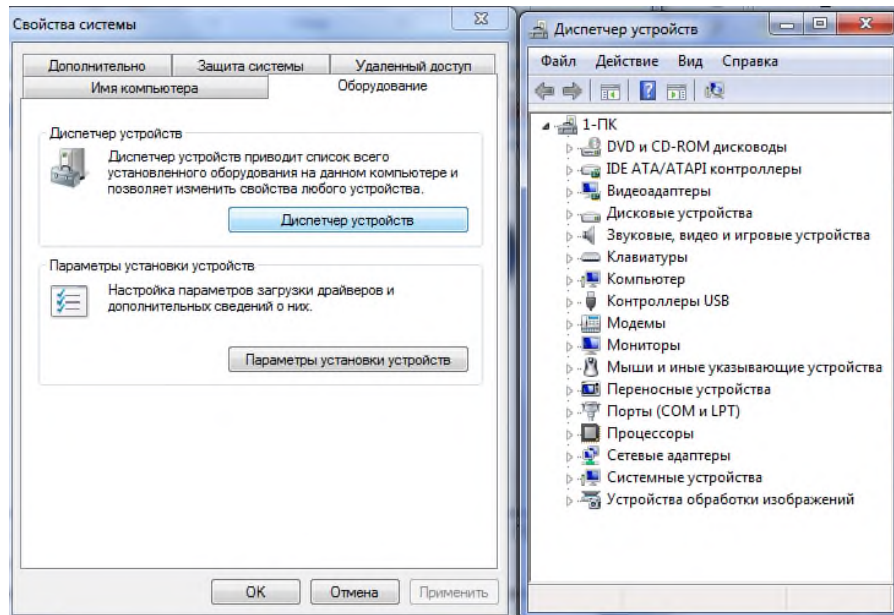 Свойства системы
Дополнительно
Защита системы
Удаленный доступ
Имя компьютера
Оборудование
Диспетчер устройств
Диспетчер устройств приводит список всего
установленного оборудования на данном компьютере и
позволяет изменить свойства любого устройства.
Диспетчер устройств
Параметры установки устройств
Настройка параметров загрузки драйверов и
дополнительных сведений о них.
Параметры установки устройств
ОК
Отмена
Применить
Диспетчер устройств
Файл Действие Вид Справка
1-ПК
DVD и CD-ROM дисководы
IDE ATA/ATAPI контроллеры
Видеоадаптеры
Дисковые устройства
Звуковые, видео и игровые устройства
Клавиатуры
Компьютер
Контроллеры USB
Модемы
Мониторы
Мыши и иные указывающие устройства
Переносные устройства
Порты (COM и LPT)
Процессоры
Сетевые адаптеры
Системные устройства
Устройства обработки изображений